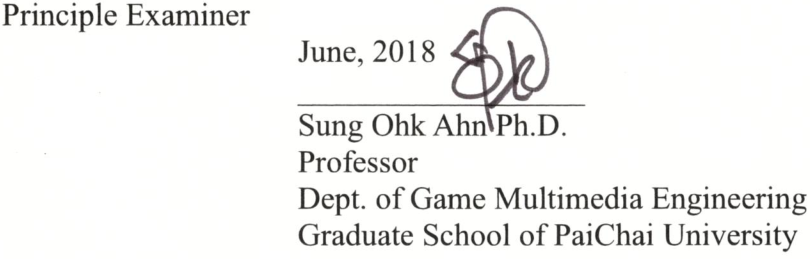 Principle Examiner
June, 2018
Sung Ohk Ahn Ph.D.
Professor
Dept. of Game Multimedia Engineering
Graduate School of PaiChai University